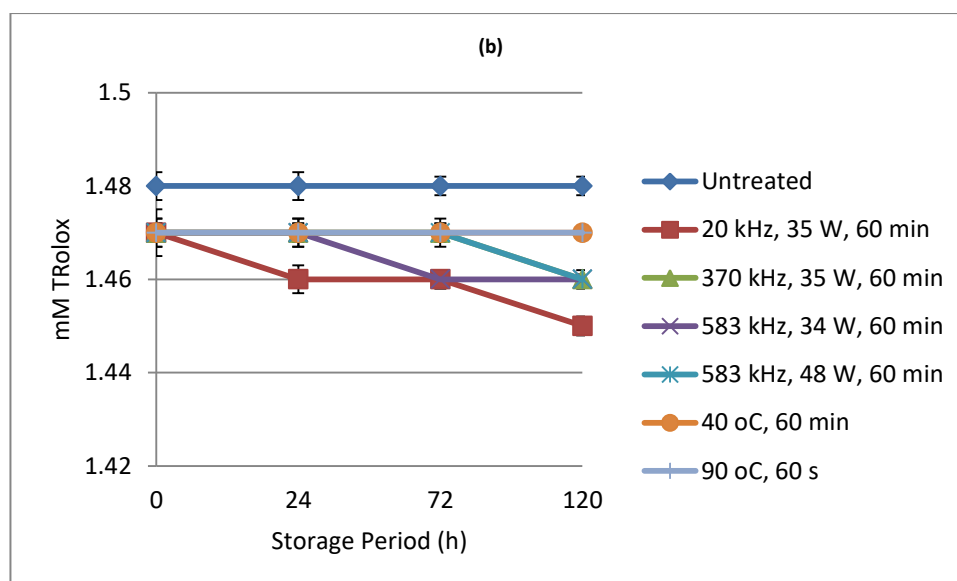 (b)
1.5
1.48
1.46
1.44
1.42
mM TRolox
0 24 72 120
Storage Period (h)
Untreated
20 kHz, 35 W, 60 min
370 kHz, 35 W, 60 min
583 kHz, 34 W, 60 min
583 kHz, 48 W, 60 min
40 oC, 60 min
90 oC, 60 s